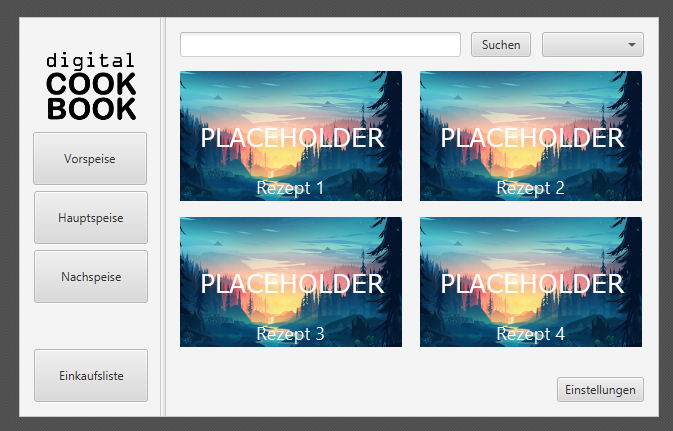 digital
COOK
BOOK
Vorspeise
Hauptspeise
Nachspeise
Einkaufsliste
Suchen
PLACEHOLDER
Rezept 1
PLACEHOLDER
Rezept 2
PLACEHOLDER
Rezept 3
PLACEHOLDER
Rezept 4
Einstellungen